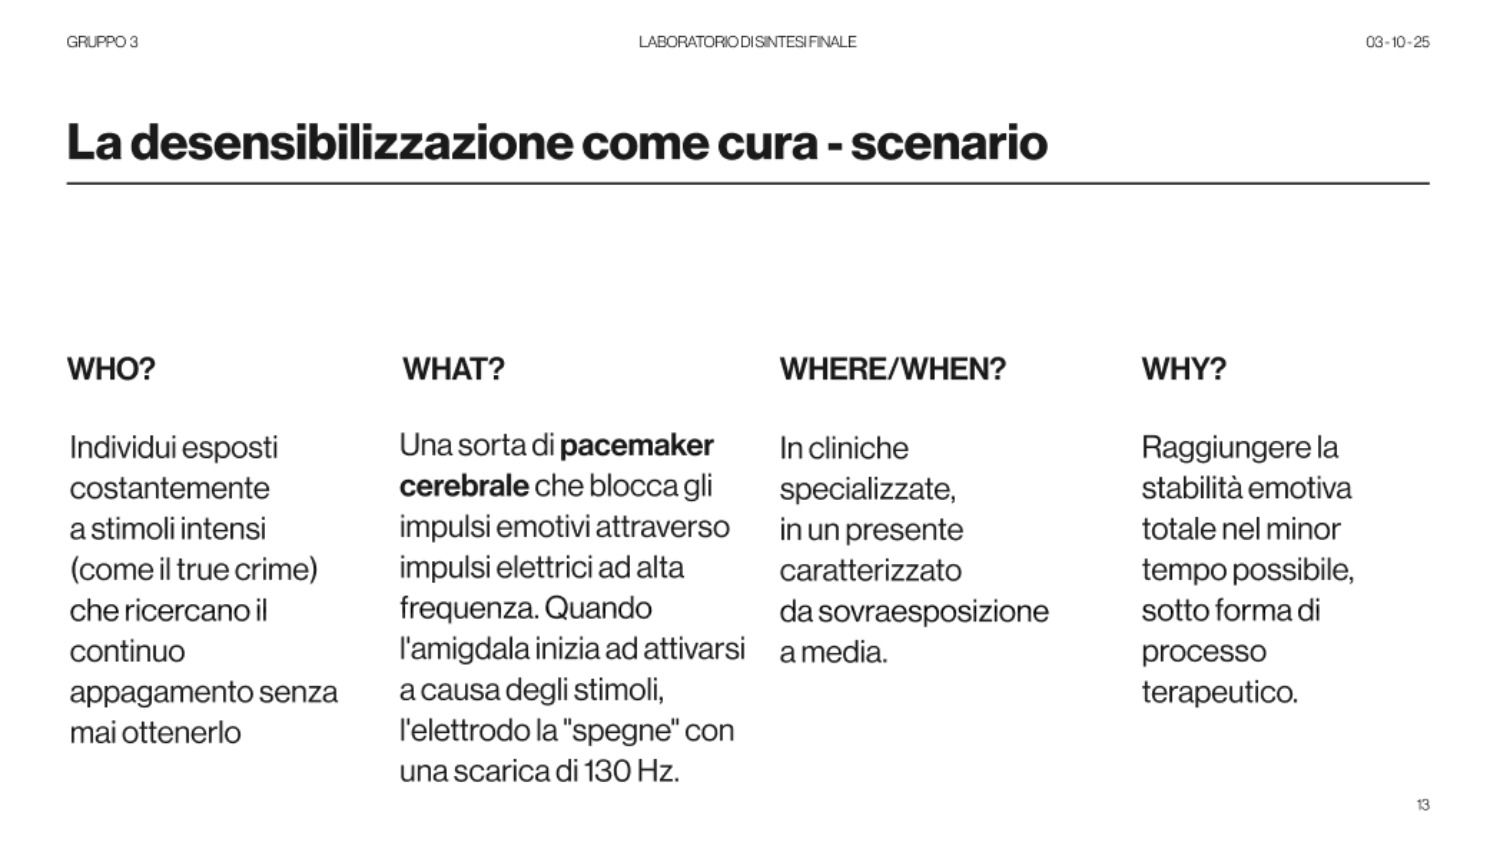 GRUPPO 3
LABORATORIO DI SINTESI FINALE
03-10-25
La desensibilizzazione come cura - scenario
WHO?
Individui esposti
costantemente
a stimoli intensi
(come il true crime)
che ricercano il
continuo
appagamento senza
mai ottenerlo
WHAT?
Una sorta di pacemaker
cerebrale che blocca gli
impulsi emotivi attraverso
impulsi elettrici ad alta
frequenza. Quando
l'amigdala inizia ad attivarsi
a causa degli stimoli,
l'elettrodo la "spegne" con
una scarica di 130 Hz.
WHERE/WHEN?
In cliniche
specializzate,
in un presente
caratterizzato
da sovraesposizione
a media.
WHY?
Raggiungere la
stabilità emotiva
totale nel minor
tempo possibile,
sotto forma di
processo
terapeutico.
13